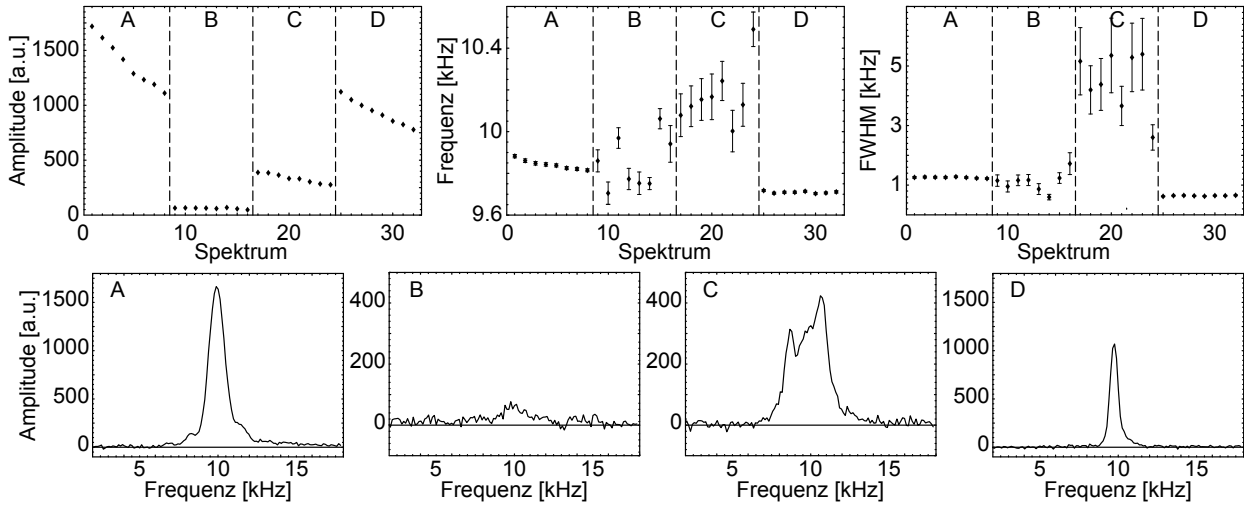 A B C D
Amplitude [a.u.]
1500
1000
500
0
0 10 20 30
Spektrum
A B C D
Frequenz [kHz]
10.4
10
9.6
0 10 20 30
Spektrum
A B C D
FWHM [kHz]
5
3
1
0 10 20 30
Spektrum
A
Amplitude [a.u.]
1500
1000
500
0
5 10 15
Frequenz [kHz]
B
400
200
0
5 10 15
Frequenz [kHz]
C
400
200
0
5 10 15
Frequenz [kHz]
D
1500
1000
500
0
5 10 15
Frequenz [kHz]